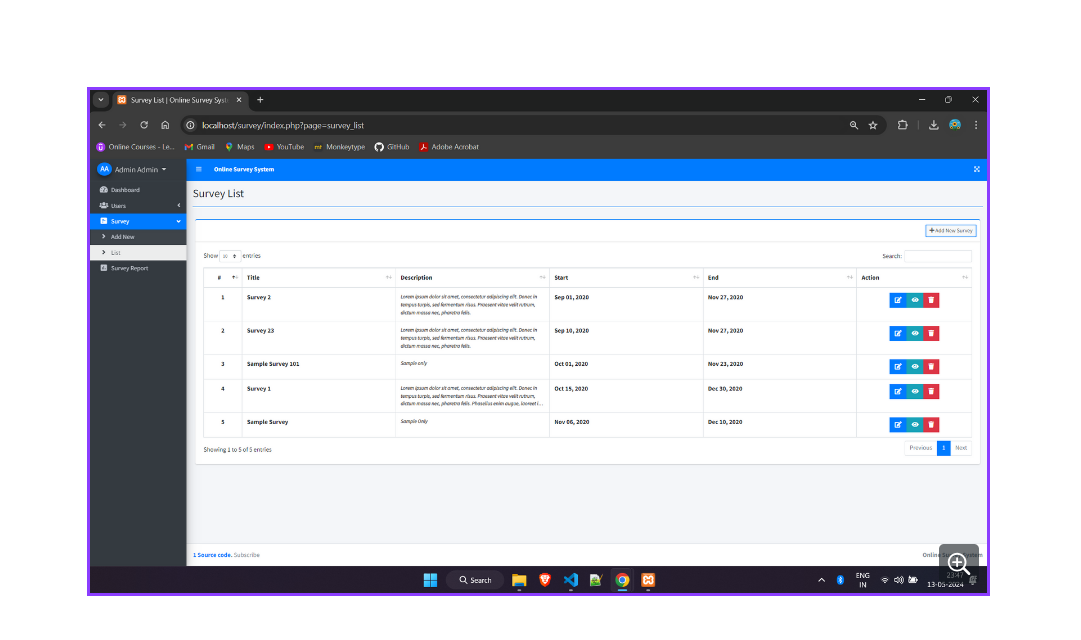 Survey List | Online Survey Syst
localhost/survey/index.php?page=survey_list
Online Courses - Le... Gmail Maps YouTube mt Monkeytype GitHub Adobe Acrobat
AA Admin Admin Online Survey System
Dashboard
Users
Survey
Add New
List
Survey Report
Survey List
Add New Survey
Show 10 entries Search:
# Title Description Start End Action
1 Survey 2 Lorem ipsum dolor sit amet, consectetur adipiscing elit. Donec in Sep 01, 2020 Nov 27, 2020
tempus turpis, sed fermentum risus. Praesent vitae velit rutrum,
dictum massa nec, pharetra felis.
2 Survey 23 Lorem ipsum dolor sit amet, consectetur adipiscing elit. Donec in Sep 10, 2020 Nov 27, 2020
tempus turpis, sed fermentum risus. Praesent vitae velit rutrum,
dictum massa nec, pharetra felis.
3 Sample Survey 101 Sample only Oct 01, 2020 Nov 23, 2020
4 Survey 1 Lorem ipsum dolor sit amet, consectetur adipiscing elit. Donec in Oct 15, 2020 Dec 30, 2020
tempus turpis, sed fermentum risus. Praesent vitae velit rutrum,
dictum massa nec, pharetra felis. Phasellus enim augue, laoreet i...
5 Sample Survey Sample Only Nov 06, 2020 Dec 10, 2020
Showing 1 to 5 of 5 entries Previous 1 Next
1 Source code. Subscribe Online
Search
ENG
IN
23:47
13-05-2024